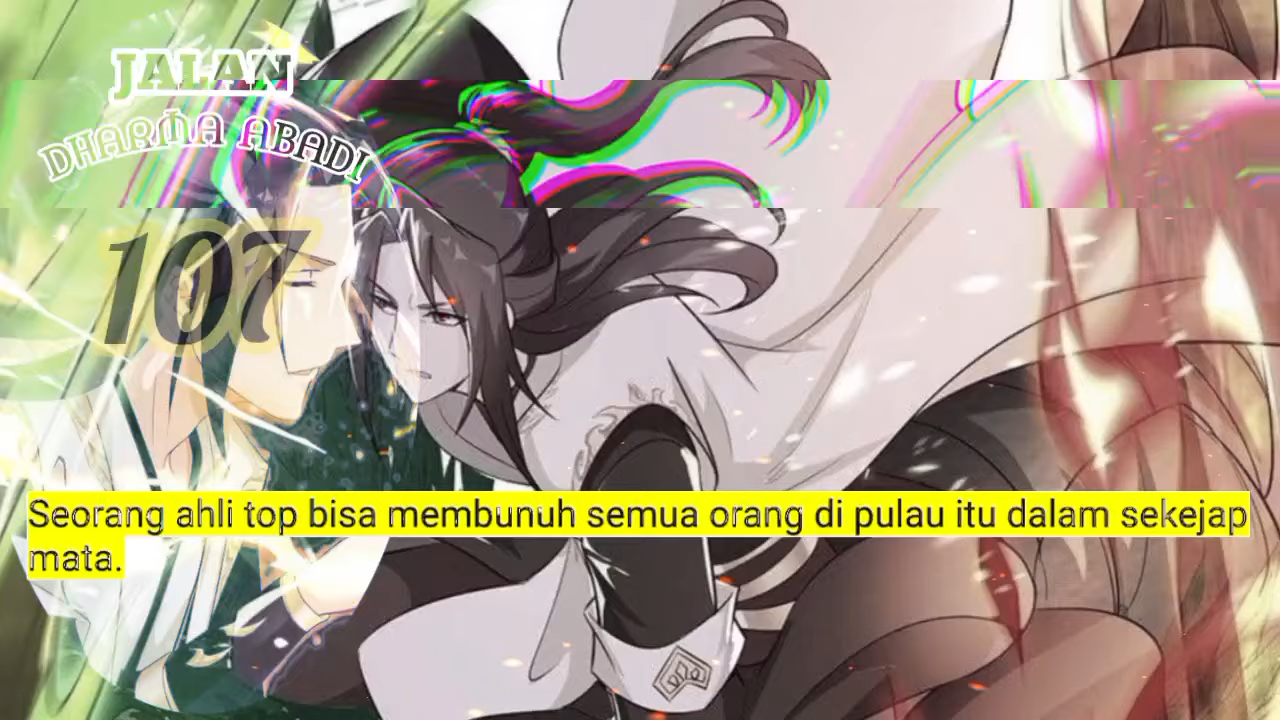 JALAN
DHARMA ABADI
107
Seorang ahli top bisa membunuh semua orang di pulau itu dalam sekejap
mata.